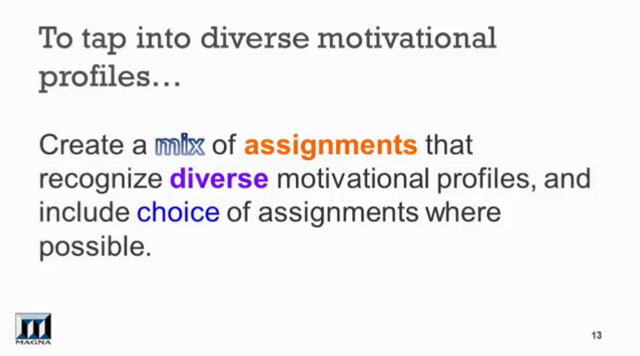 To tap into diverse motivational
profiles…
Create a mix of assignments that
recognize diverse motivational profiles, and
include choice of assignments where
possible.
MAGNA
13